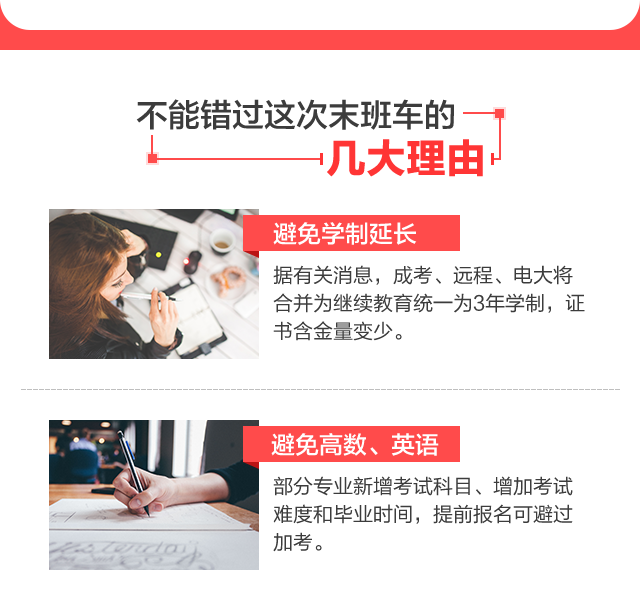 不能错过这次末班车的
几大理由
避免学制延长
据有关消息，成考、远程、电大将
合并为继续教育统一为3年学制，证
书含金量变少。
避免高数、英语
部分专业新增考试科目、增加考试
难度和毕业时间，提前报名可避过
加考。